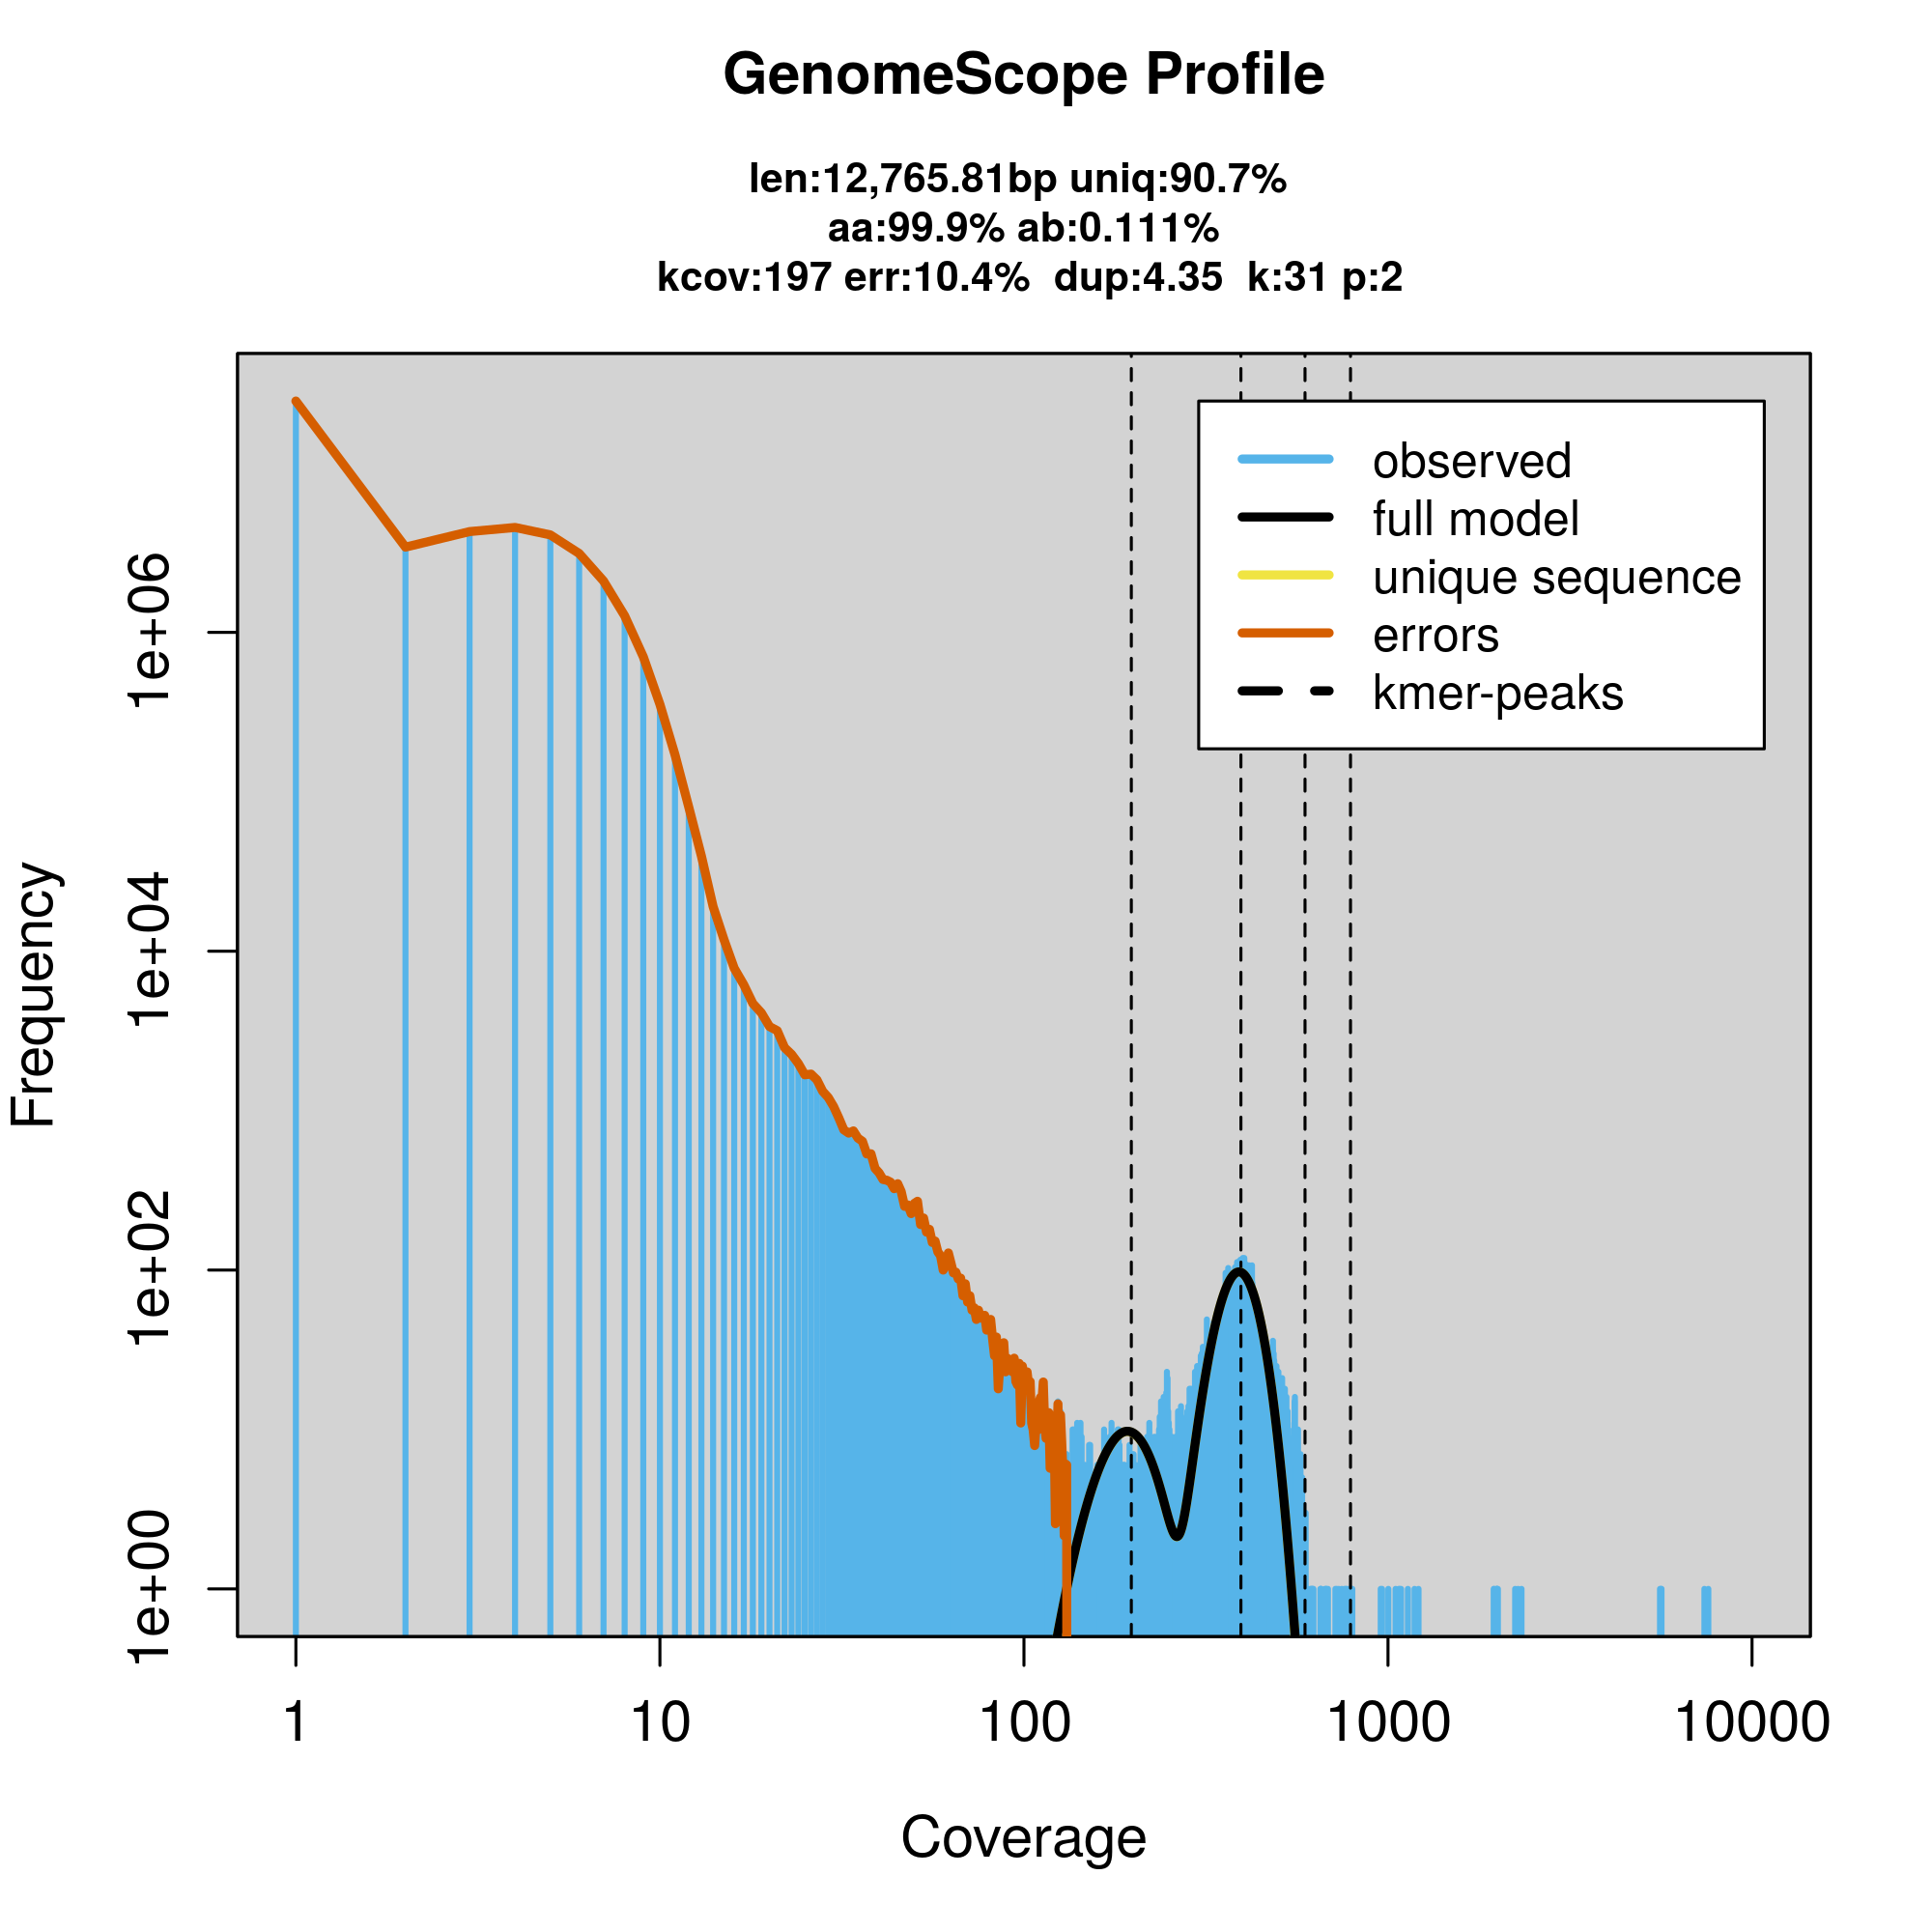 GenomeScope Profile
len:12,765.81bp uniq:90.7%
aa:99.9% ab:0.111%
kcov:197 err:10.4% dup:4.35 k:31 p:2
observed
full model
unique sequence
errors
kmer-peaks
Frequency
1e+06
1e+04
1e+02
1e+00
1 10 100 1000 10000
Coverage